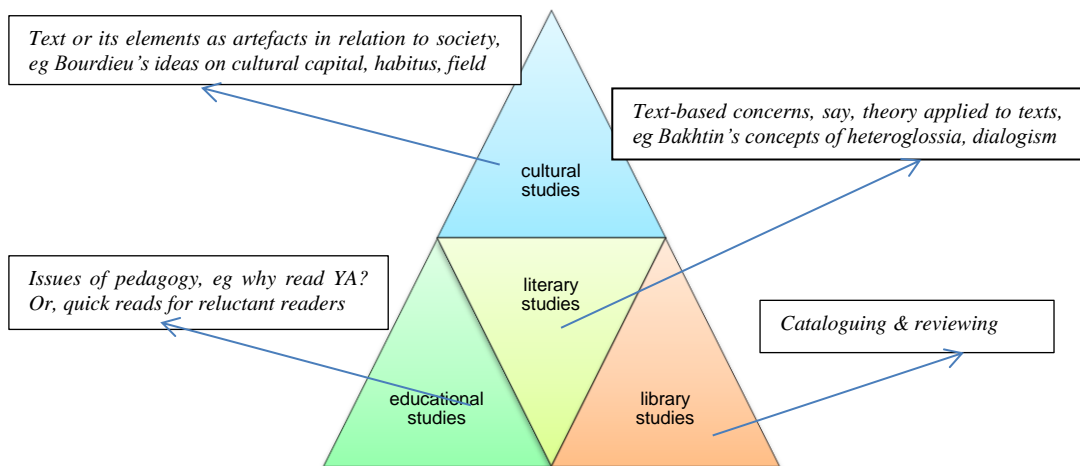 Text or its elements as artefacts in relation to society,
eg Bourdieu's ideas on cultural capital, habitus, field
Text-based concerns, say, theory applied to texts,
eg Bakhtin's concepts of heteroglossia, dialogism
cultural
studies
Issues of pedagogy, eg why read YA?
Or, quick reads for reluctant readers
literary
studies
Cataloguing & reviewing
educational
studies
library
studies